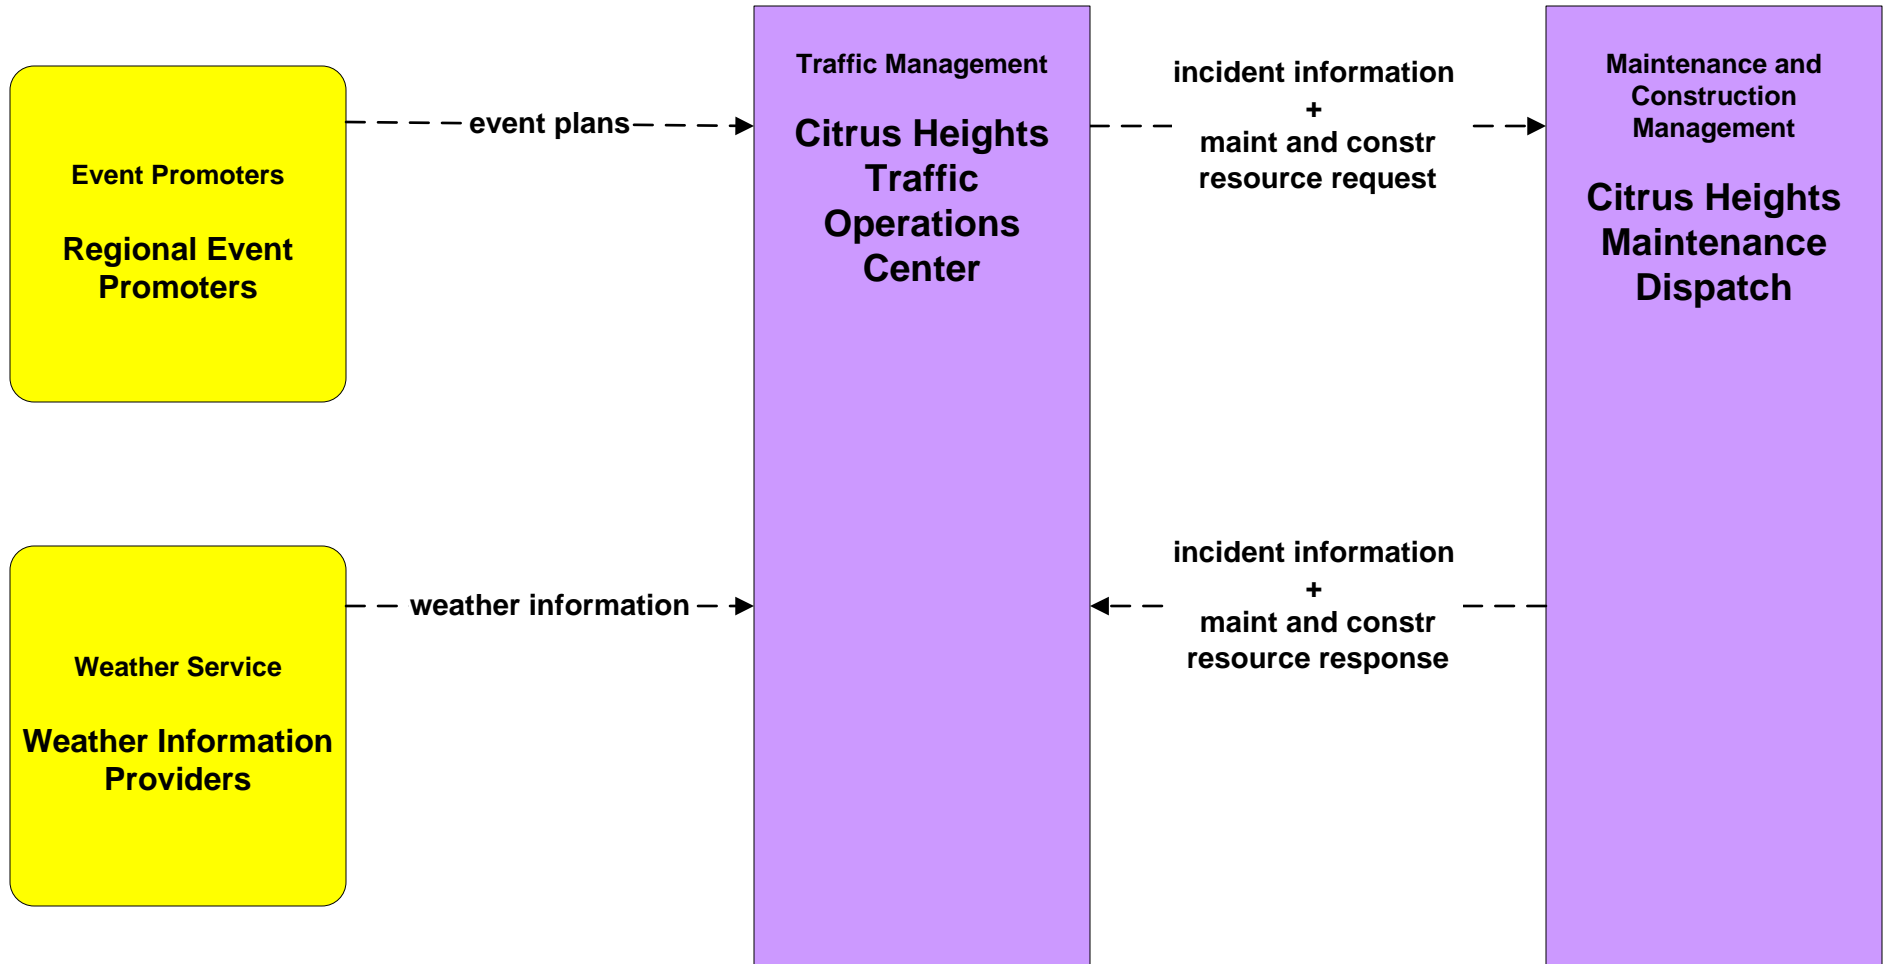 Event Promoters
Regional Event
Promoters
event plans
Traffic Management
Citrus Heights
Traffic
Operations
Center
incident information
+
maint and constr
resource request
Maintenance and
Construction
Management
Citrus Heights
Maintenance
Dispatch
Weather Service
Weather Information
Providers
weather information
incident information
+
maint and constr
resource response